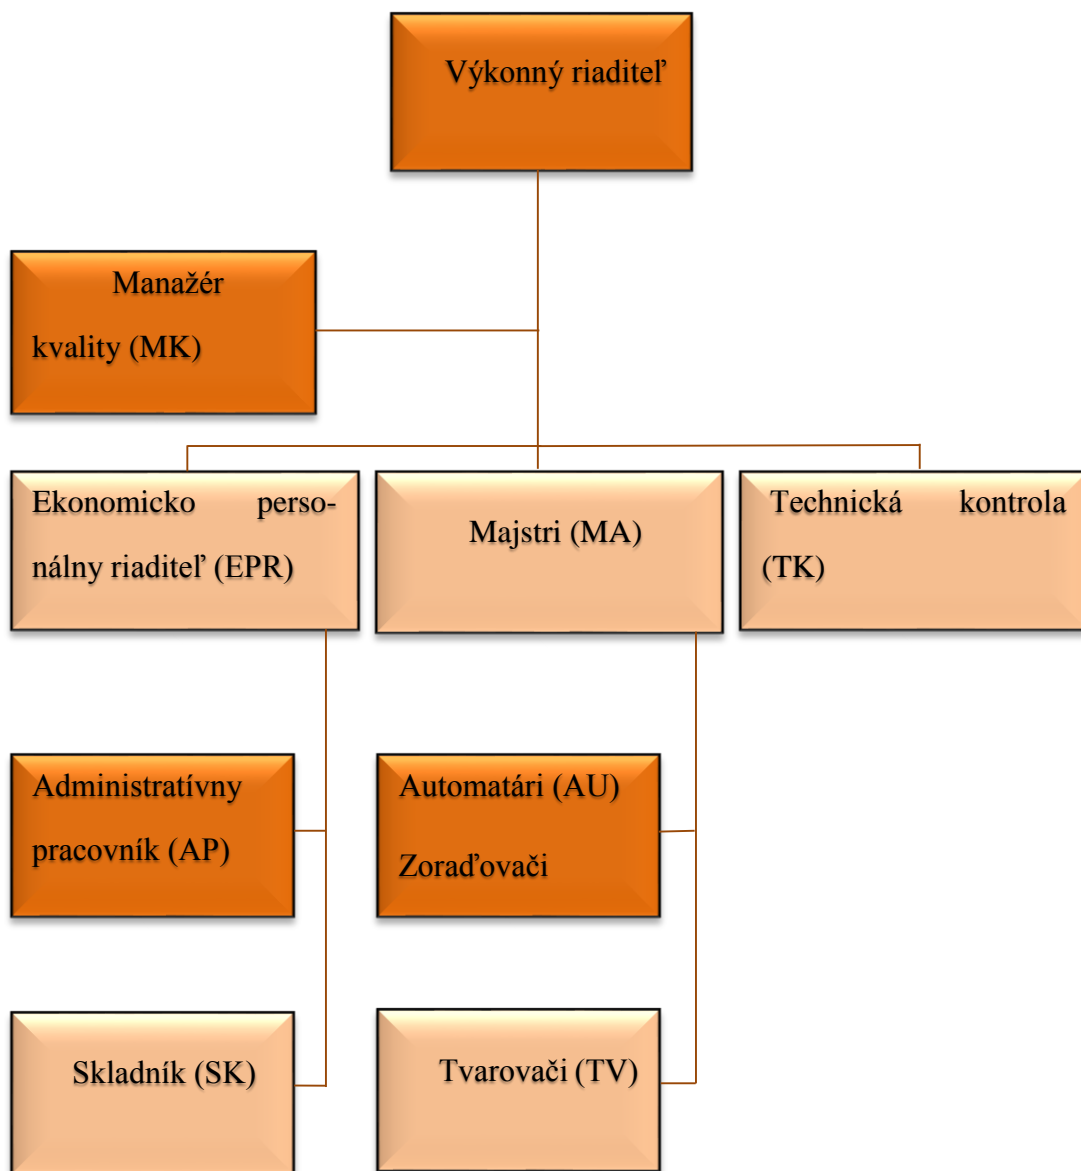 Výkonný riaditeľ
Manažér
kvality (MK)
Ekonomicko perso-
nálny riaditeľ (EPR)
Majstri (MA)
Technická kontrola
(TK)
Administratívny
pracovník (AP)
Automatári (AU)
Zoraďovači
Skladník (SK)
Tvarovači (TV)